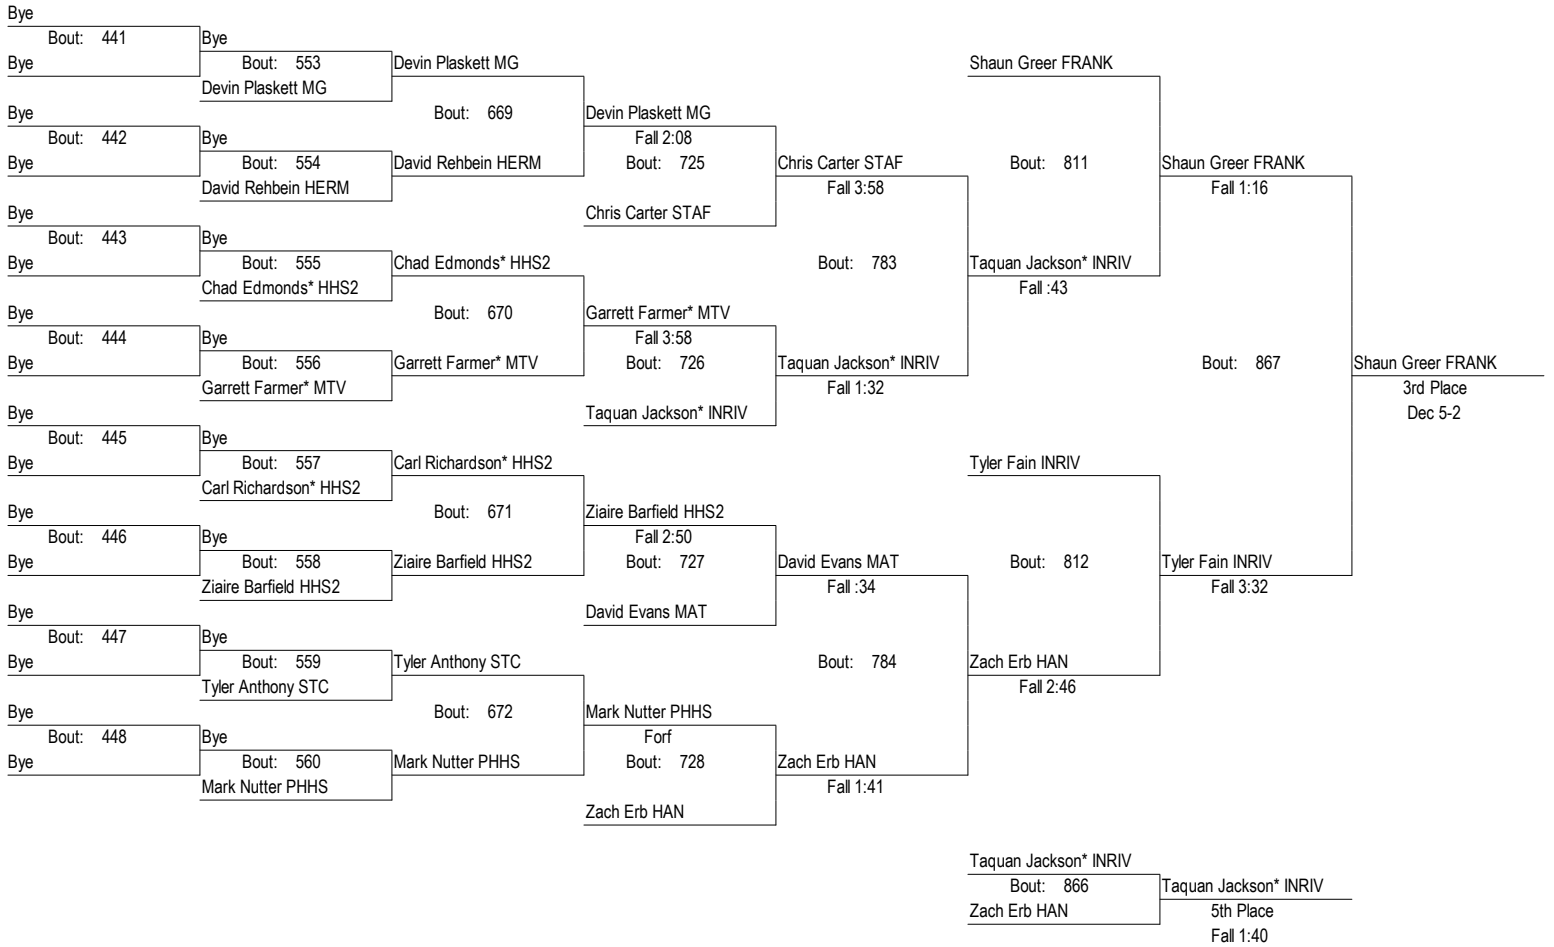 Bye
Bout: 441 Bye
Bye Bout: 553 Devin Plaskett MG Shaun Greer FRANK
Devin Plaskett MG
Bye Bout: 669 Devin Plaskett MG
Bout: 442 Bye Fall 2:08
Bye Bout: 554 David Rehbein HERM Bout: 725 Chris Carter STAF Bout: 811 Shaun Greer FRANK
David Rehbein HERM Fall 3:58 Fall 1:16
Bye Chris Carter STAF
Bout: 443 Bye
Bye Bout: 555 Chad Edmonds* HHS2 Bout: 783 Taquan Jackson* INRIV
Chad Edmonds* HHS2 Fall :43
Bye Bout: 670 Garrett Farmer* MTV
Bout: 444 Bye Fall 3:58
Bye Bout: 556 Garrett Farmer* MTV Bout: 726 Taquan Jackson* INRIV Bout: 867 Shaun Greer FRANK
Garrett Farmer* MTV Fall 1:32 3rd Place
Bye Taquan Jackson* INRIV Dec 5-2
Bout: 445 Bye
Bye Bout: 557 Carl Richardson* HHS2 Tyler Fain INRIV
Carl Richardson* HHS2
Bye Bout: 671 Ziaire Barfield HHS2
Bout: 446 Bye Fall 2:50
Bye Bout: 558 Ziaire Barfield HHS2 Bout: 727 David Evans MAT Bout: 812 Tyler Fain INRIV
Ziaire Barfield HHS2 Fall :34 Fall 3:32
Bye David Evans MAT
Bout: 447 Bye
Bye Bout: 559 Tyler Anthony STC Bout: 784 Zach Erb HAN
Tyler Anthony STC Fall 2:46
Bye Bout: 672 Mark Nutter PHHS
Bout: 448 Bye Forf
Bye Bout: 560 Mark Nutter PHHS Bout: 728 Zach Erb HAN
Mark Nutter PHHS Fall 1:41
Zach Erb HAN
Taquan Jackson* INRIV
Bout: 866 Taquan Jackson* INRIV
Zach Erb HAN 5th Place
Fall 1:40